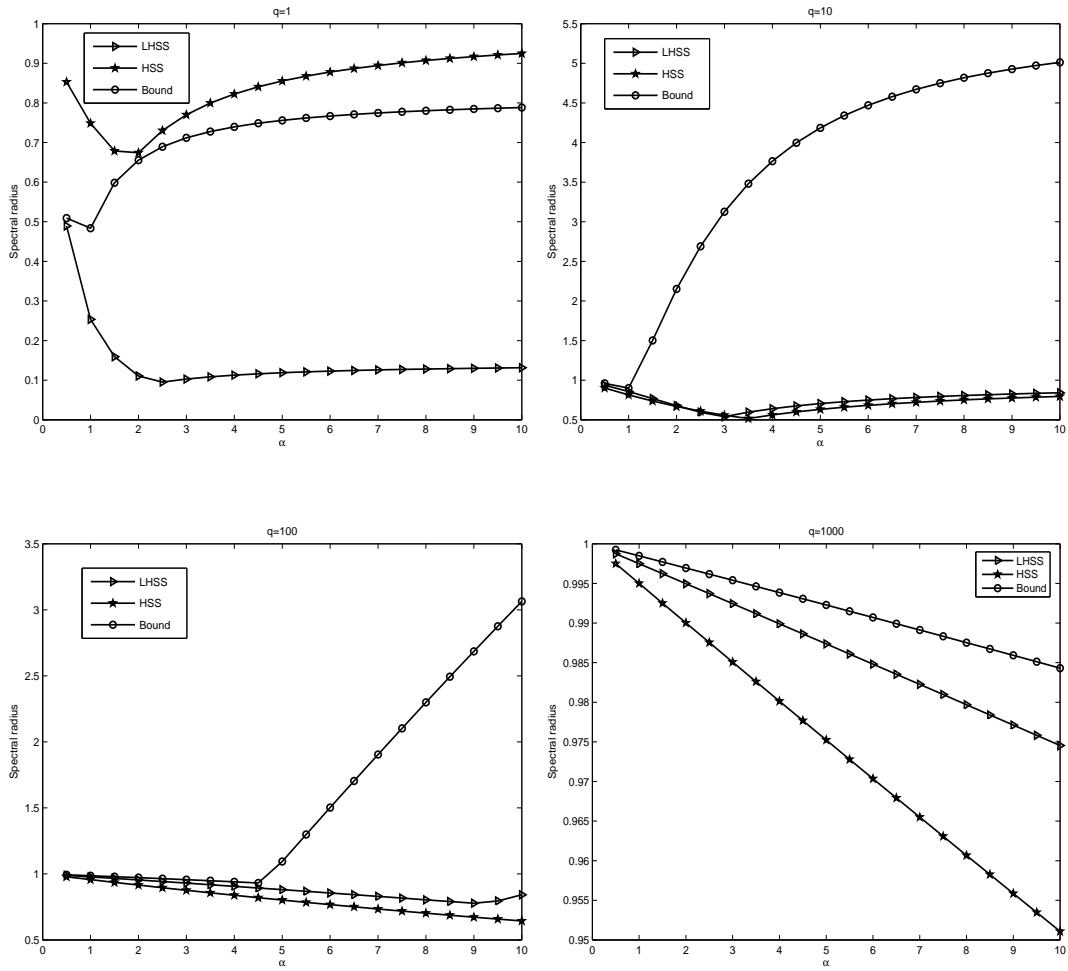 q=1
LHSS
HSS
Bound
Spectral radius
1
0.9
0.8
0.7
0.6
0.5
0.4
0.3
0.2
0.1
0
0 1 2 3 4 5 6 7 8 9 10
α
q=10
LHSS
HSS
Bound
Spectral radius
5.5
5
4.5
4
3.5
3
2.5
2
1.5
1
0.5
0 1 2 3 4 5 6 7 8 9 10
α
q=100
LHSS
HSS
Bound
Spectral radius
3.5
3
2.5
2
1.5
1
0.5
0 1 2 3 4 5 6 7 8 9 10
α
q=1000
LHSS
HSS
Bound
Spectral radius
1
0.995
0.99
0.985
0.98
0.975
0.97
0.965
0.96
0.955
0.95
0 1 2 3 4 5 6 7 8 9 10
α